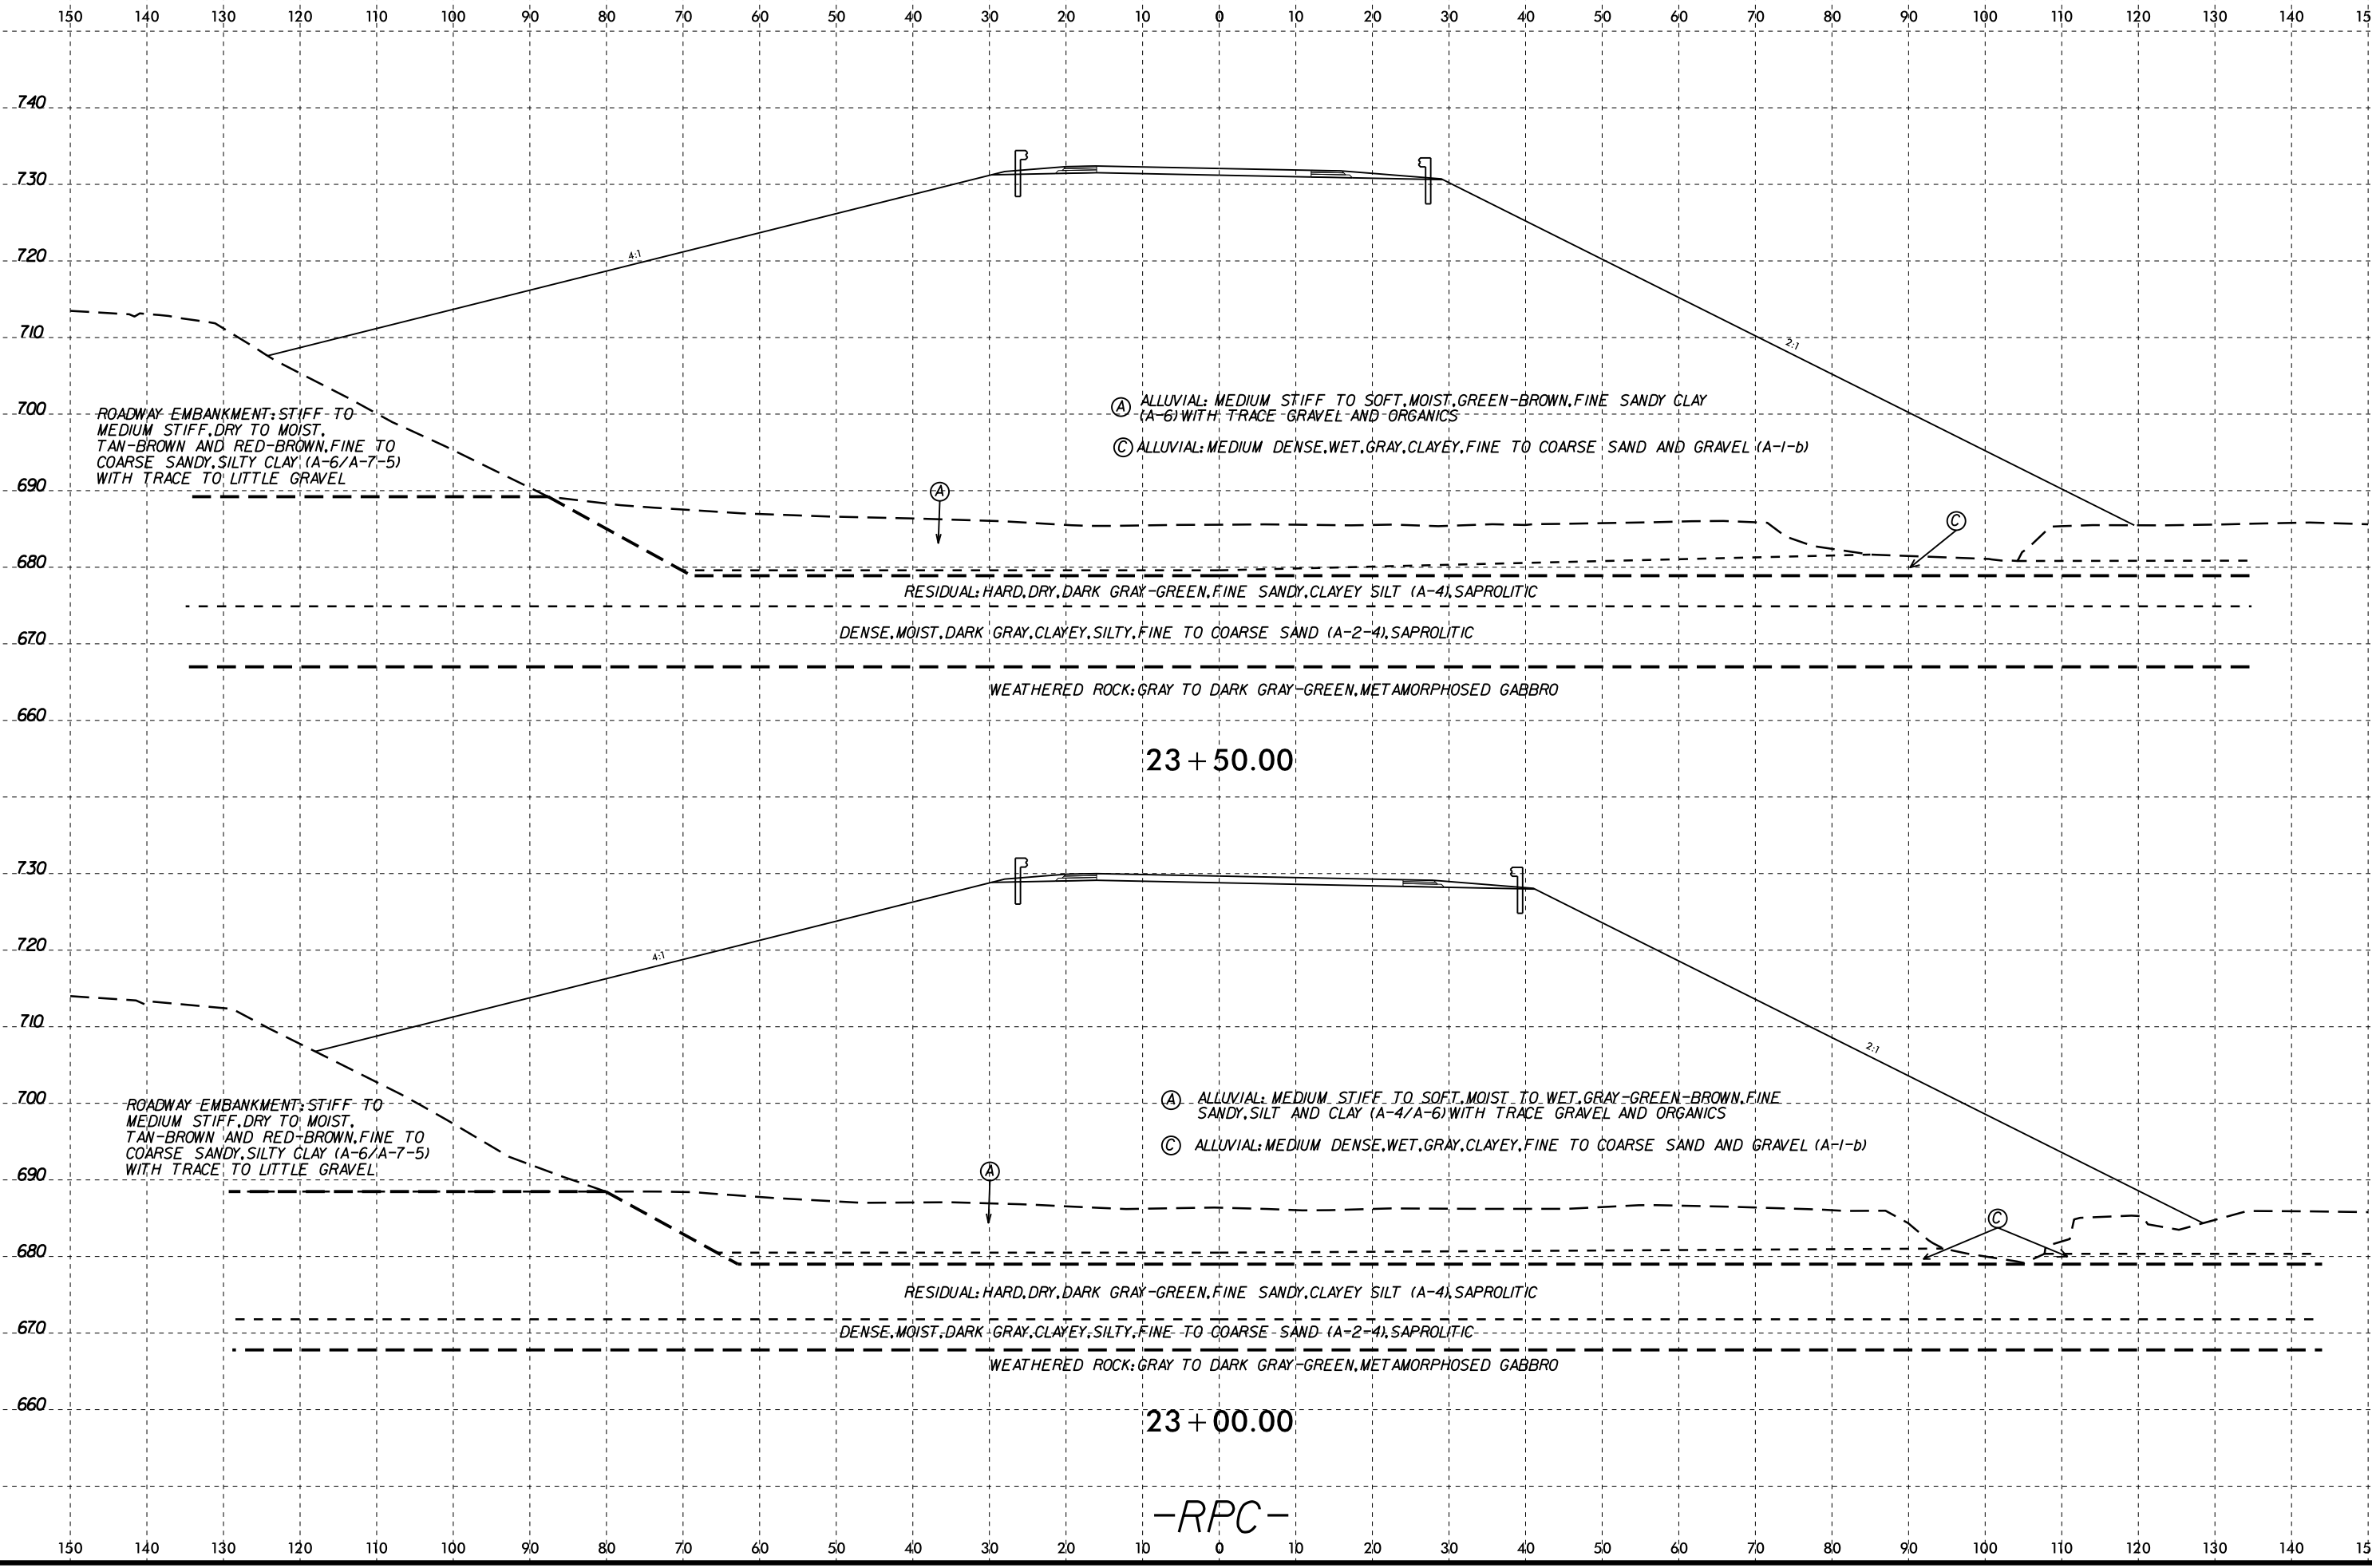 150 140 130 120 110 100 90 80 70 60 50 40 30 20 10 0 10 20 30 40 50 60 70 80 90 100 110 120 130 140 15
740
730
4:1
720
2:1
710
700
ROADWAY EMBANKMENT: STIFF TO
MEDIUM STIFF, DRY TO MOIST,
TAN-BROWN AND RED-BROWN, FINE TO
COARSE SANDY, SILTY CLAY (A-6/A-7-5)
WITH TRACE TO LITTLE GRAVEL
A ALLUVIAL: MEDIUM STIFF TO SOFT, MOIST, GREEN-BROWN, FINE SANDY CLAY
(A-6) WITH TRACE GRAVEL AND ORGANICS
C ALLUVIAL: MEDIUM DENSE, WET, GRAY, CLAYEY, FINE TO COARSE SAND AND GRAVEL (A-1-b)
690
A
C
680
RESIDUAL: HARD, DRY, DARK GRAY-GREEN, FINE SANDY, CLAYEY SILT (A-4), SAPROLITIC
670
DENSE, MOIST, DARK GRAY, CLAYEY, SILTY, FINE TO COARSE SAND (A-2-4), SAPROLITIC
WEATHERED ROCK: GRAY TO DARK GRAY-GREEN, METAMORPHOSED GABBRO
660
23+50.00
730
720
4:1
710
2:1
700
ROADWAY EMBANKMENT: STIFF TO
MEDIUM STIFF, DRY TO MOIST,
TAN-BROWN AND RED-BROWN, FINE TO
COARSE SANDY, SILTY CLAY (A-6/A-7-5)
WITH TRACE TO LITTLE GRAVEL
A ALLUVIAL: MEDIUM STIFF TO SOFT, MOIST TO WET, GRAY-GREEN-BROWN, FINE
SANDY, SILT AND CLAY (A-4/A-6) WITH TRACE GRAVEL AND ORGANICS
C ALLUVIAL: MEDIUM DENSE, WET, GRAY, CLAYEY, FINE TO COARSE SAND AND GRAVEL (A-1-b)
690
A
C
680
RESIDUAL: HARD, DRY, DARK GRAY-GREEN, FINE SANDY, CLAYEY SILT (A-4), SAPROLITIC
670
DENSE, MOIST, DARK GRAY, CLAYEY, SILTY, FINE TO COARSE SAND (A-2-4), SAPROLITIC
WEATHERED ROCK: GRAY TO DARK GRAY-GREEN, METAMORPHOSED GABBRO
660
23+00.00
-RPC-
150 140 130 120 110 100 90 80 70 60 50 40 30 20 10 0 10 20 30 40 50 60 70 80 90 100 110 120 130 140 15